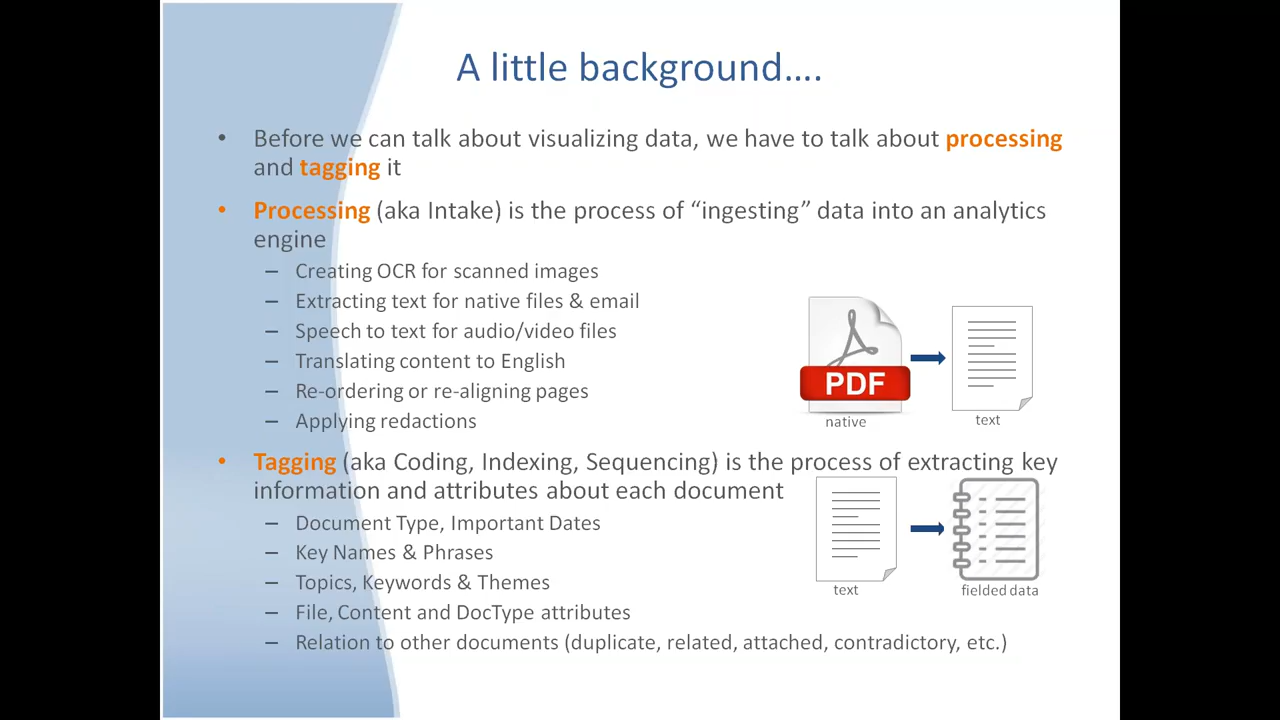 A little background….
• Before we can talk about visualizing data, we have to talk about processing
and tagging it
• Processing (aka Intake) is the process of “ingesting” data into an analytics
engine
– Creating OCR for scanned images
– Extracting text for native files & email
– Speech to text for audio/video files
– Translating content to English
– Re-ordering or re-aligning pages
– Applying redactions
PDF
native
text
• Tagging (aka Coding, Indexing, Sequencing) is the process of extracting key
information and attributes about each document
– Document Type, Important Dates
– Key Names & Phrases
– Topics, Keywords & Themes
– File, Content and DocType attributes
– Relation to other documents (duplicate, related, attached, contradictory, etc.)
text
fielded data